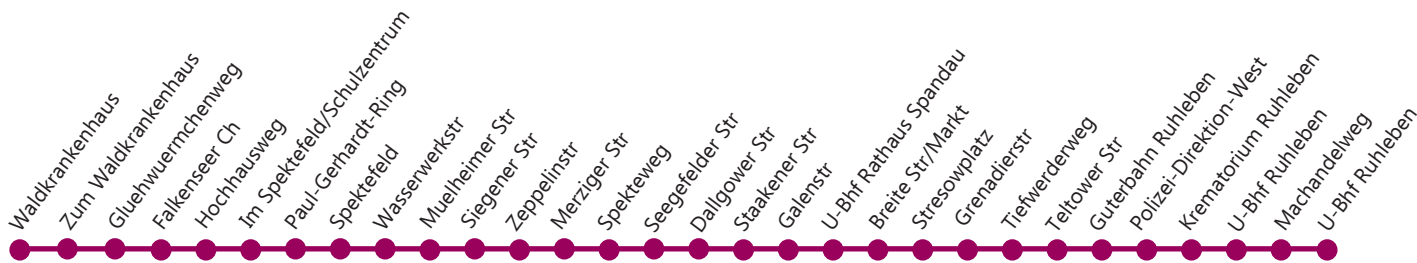 Waldkrankenhaus
Zum Waldkrankenhaus
Gluehwuermchenweg
Falkenseer Ch
Hochhausweg
Im Spektefeld/Schulzentrum
Paul-Gerhardt-Ring
Spektefeld
Wasserwerkstr
Muelheimer Str
Siegener Str
Zeppelinstr
Merziger Str
Spekteweg
Seegefelder Str
Dallgower Str
Staakener Str
Galenstr
U-Bhf Rathaus Spandau
Breite Str/Markt
Stresowplatz
Grenadierstr
Tiefwerderweg
Teltower Str
Guterbahn Ruhleben
Polizei-Direktion-West
Krematorium Ruhleben
U-Bhf Ruhleben
Machandelweg
U-Bhf Ruhleben